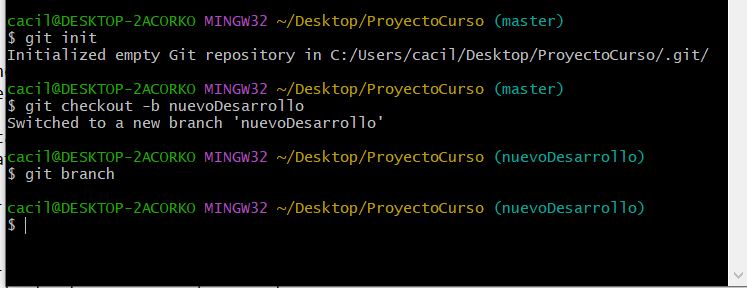 cacil@DESKTOP-2ACORKO MINGW32 ~/Desktop/ProyectoCurso (master)
$ git init
Initialized empty Git repository in C:/Users/cacil/Desktop/ProyectoCurso/.git/
cacil@DESKTOP-2ACORKO MINGW32 ~/Desktop/ProyectoCurso (master)
$ git checkout -b nuevoDesarrollo
Switched to a new branch 'nuevoDesarrollo'
cacil@DESKTOP-2ACORKO MINGW32 ~/Desktop/ProyectoCurso (nuevoDesarrollo)
$ git branch
cacil@DESKTOP-2ACORKO MINGW32 ~/Desktop/ProyectoCurso (nuevoDesarrollo)
$